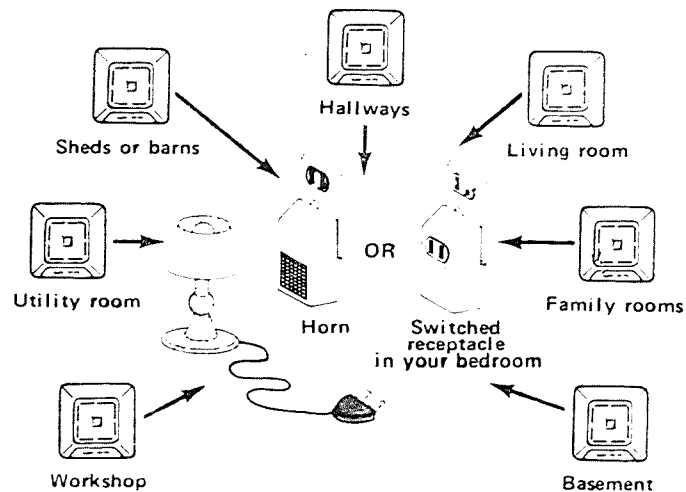 Hallways
Sheds or barns
Living room
OR
Utility room
Family rooms
Horn
Switched
receptacle
in your bedroom
Workshop
Basement